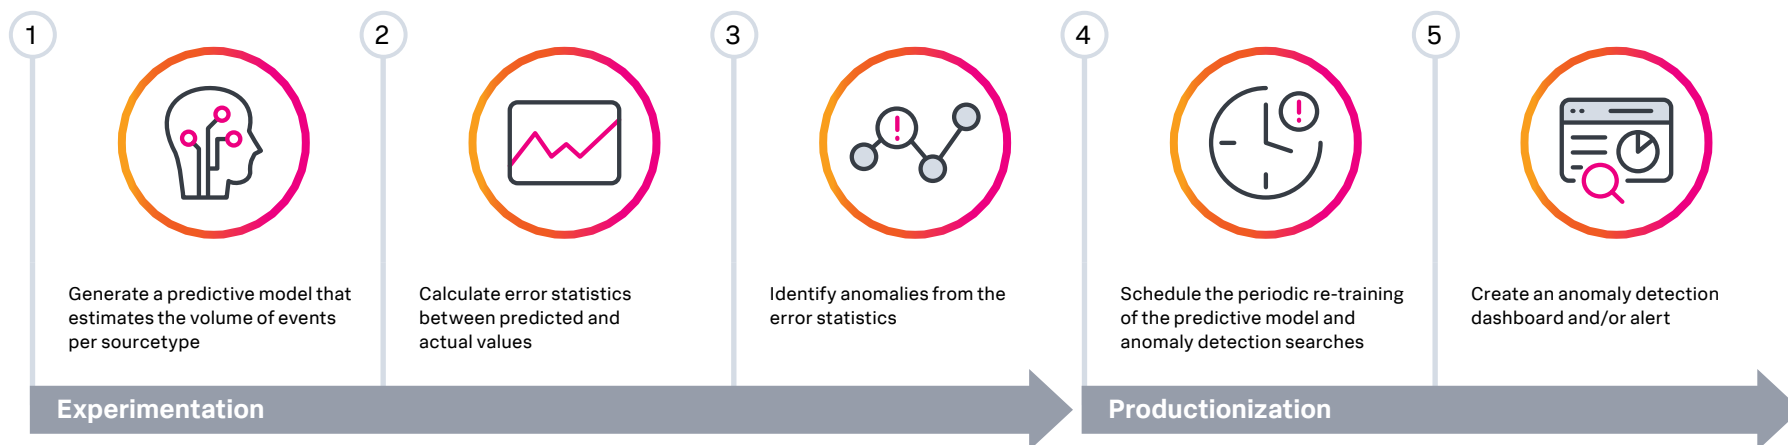 1
Generate a predictive model that
estimates the volume of events
per sourcetype
2
Calculate error statistics
between predicted and
actual values
3
Identify anomalies from the
error statistics
4
Schedule the periodic re-training
of the predictive model and
anomaly detection searches
5
Create an anomaly detection
dashboard and/or alert
Experimentation
Productionization